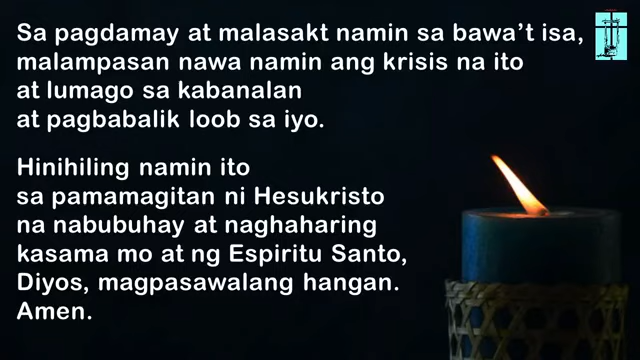 Sa pagdamay at malasakt namin sa bawa't isa,
malampasan nawa namin ang krisis na ito
at lumago sa kabanalan
at pagbabalik loob sa iyo.
Hinihiling namin ito
sa pamamagitan ni Hesukristo
na nabubuhay at naghaharing
kasama mo at ng Espiritu Santo,
Diyos, magpasawalang hangan.
Amen.